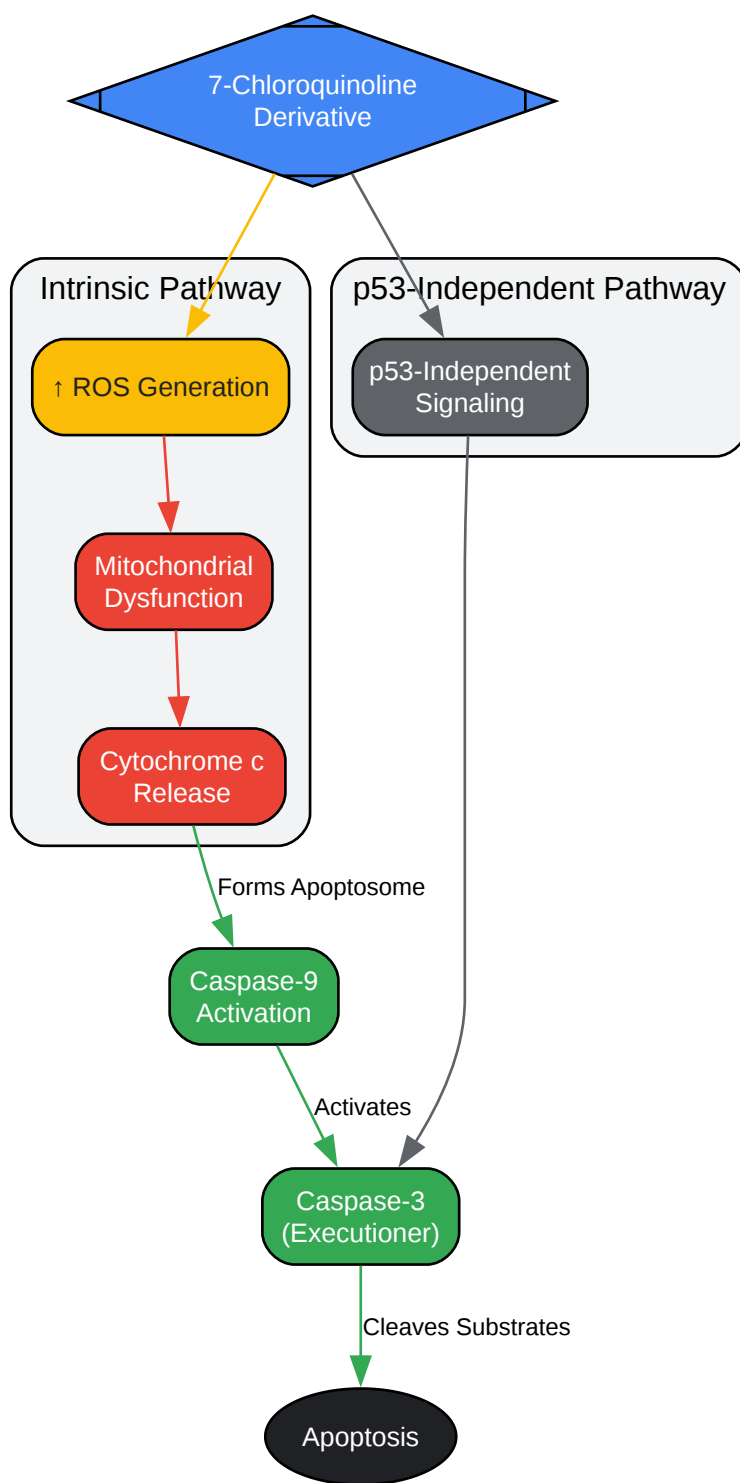 7-Chloroquinoline
Derivative
Intrinsic Pathway
p53-Independent Pathway
↑ ROS Generation
p53-Independent
Signaling
Mitochondrial
Dysfunction
Cytochrome c
Release
Forms Apoptosome
Caspase-9
Activation
Activates
Caspase-3
(Executioner)
Cleaves Substrates
Apoptosis